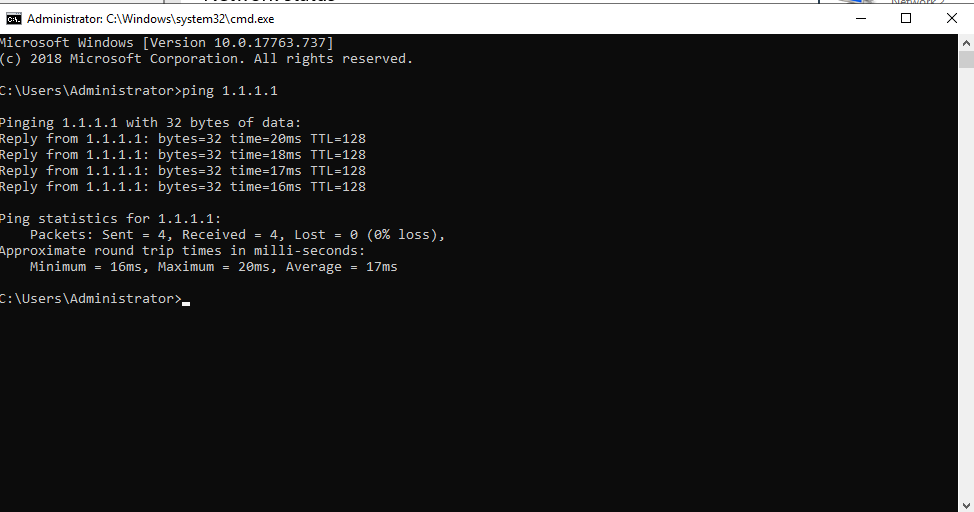 Network status
Network 2
Administrator: C:\Windows\system32\cmd.exe
Microsoft Windows [Version 10.0.17763.737]
(c) 2018 Microsoft Corporation. All rights reserved.
C:\Users\Administrator>ping 1.1.1.1
Pinging 1.1.1.1 with 32 bytes of data:
Reply from 1.1.1.1: bytes=32 time=20ms TTL=128
Reply from 1.1.1.1: bytes=32 time=18ms TTL=128
Reply from 1.1.1.1: bytes=32 time=17ms TTL=128
Reply from 1.1.1.1: bytes=32 time=16ms TTL=128
Ping statistics for 1.1.1.1:
    Packets: Sent = 4, Received = 4, Lost = 0 (0% loss),
Approximate round trip times in milli-seconds:
    Minimum = 16ms, Maximum = 20ms, Average = 17ms
C:\Users\Administrator>